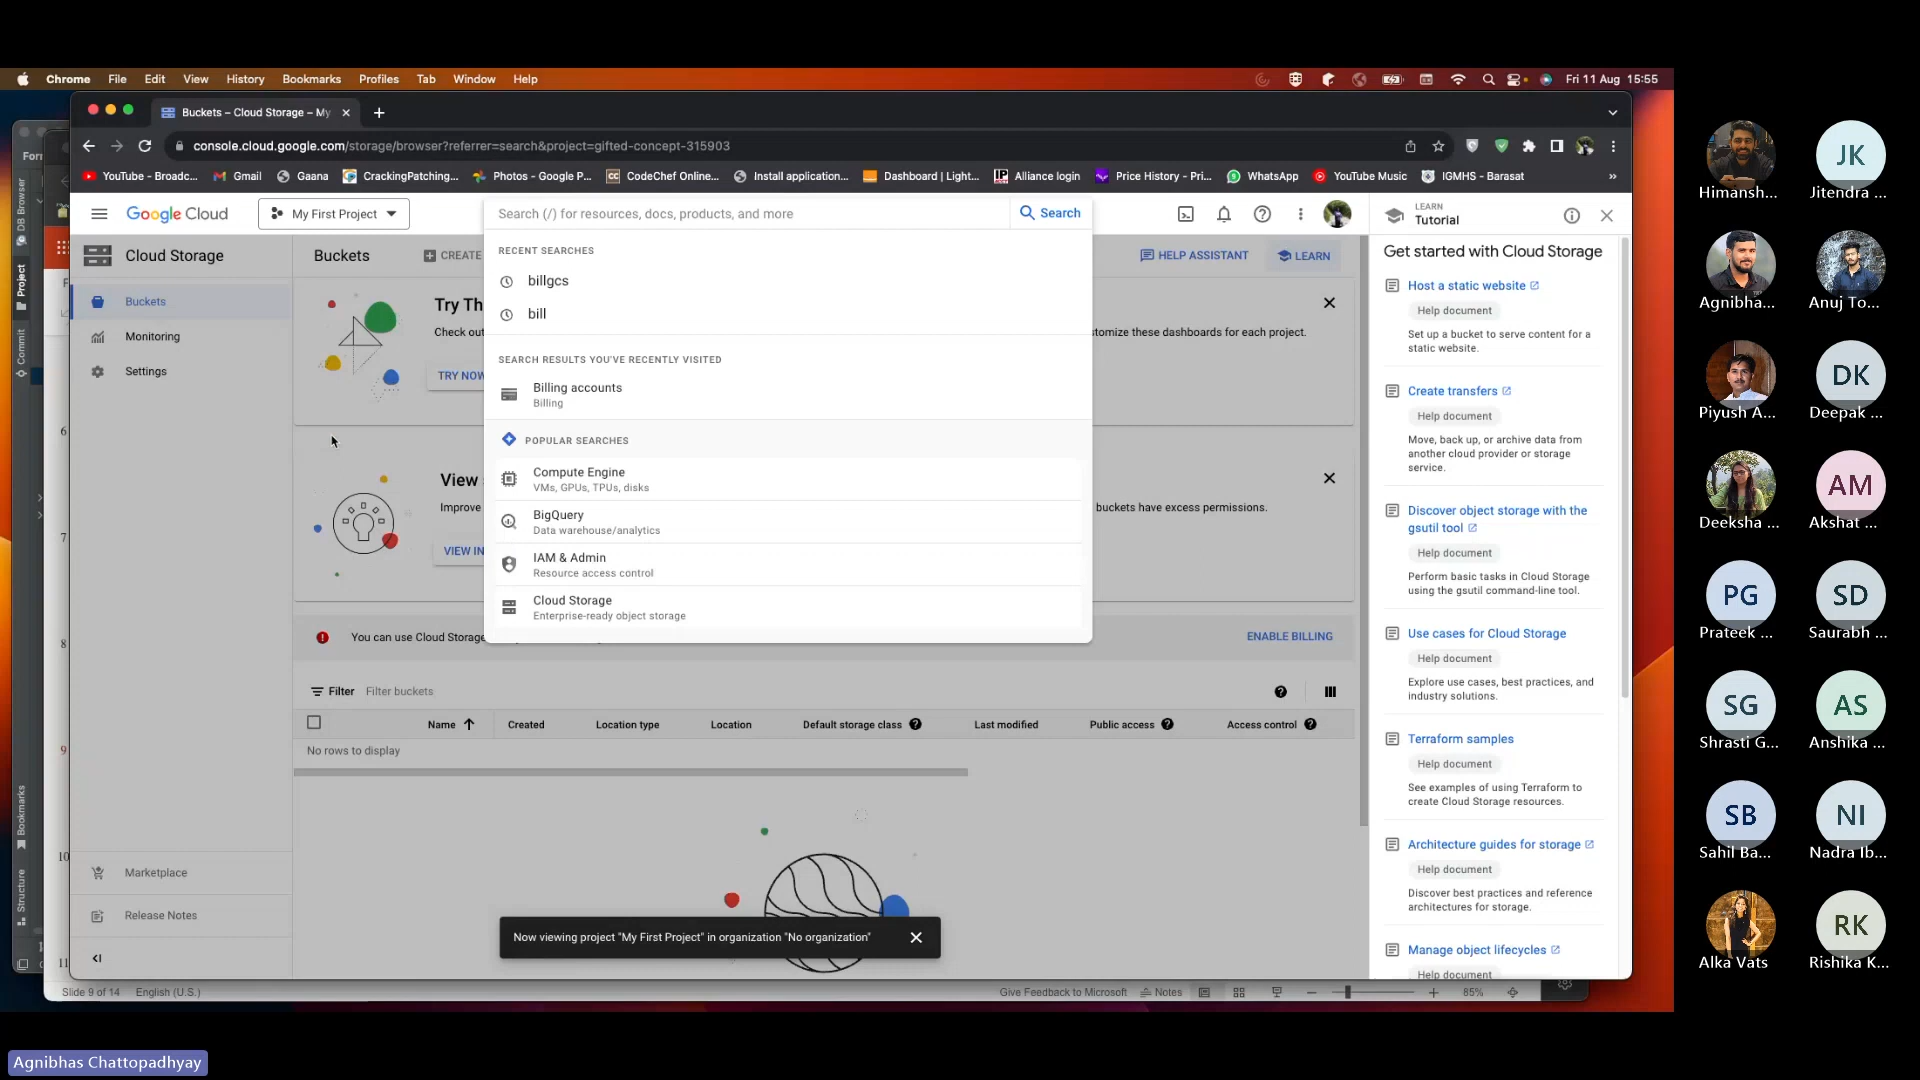 Chrome File Edit View History Bookmarks Profiles Tab Window Help
Fri 11 Aug 15:55
Buckets – Cloud Storage – My
console.cloud.google.com/storage/browser?referrer=search&project=gifted-concept-315903
YouTube - Broadc... Gmail Gaana CrackingPatching... Photos - Google P... CodeChef Online... Install application... Dashboard | Light... Alliance login Price History - Pri... WhatsApp YouTube Music IGMHS - Barasat »
Google Cloud
My First Project
Search (/) for resources, docs, products, and more
Search
LEARN
Tutorial
Cloud Storage
Buckets
CREATE
HELP ASSISTANT
LEARN
Buckets
Monitoring
Settings
Marketplace
Release Notes
RECENT SEARCHES
billgcs
bill
SEARCH RESULTS YOU'VE RECENTLY VISITED
Billing accounts
Billing
POPULAR SEARCHES
Compute Engine
VMs, GPUs, TPUs, disks
BigQuery
Data warehouse/analytics
IAM & Admin
Resource access control
Cloud Storage
Enterprise-ready object storage
Try Th
Check out
tomize these dashboards for each project.
TRY NOW
View
Improve
buckets have excess permissions.
VIEW IN
You can use Cloud Storage
ENABLE BILLING
Filter Filter buckets
Name Created Location type Location Default storage class Last modified Public access Access control
No rows to display
Now viewing project "My First Project" in organization "No organization"
Get started with Cloud Storage
Host a static website
Help document
Set up a bucket to serve content for a
static website.
Create transfers
Help document
Move, back up, or archive data from
another cloud provider or storage
service.
Discover object storage with the
gsutil tool
Help document
Perform basic tasks in Cloud Storage
using the gsutil command-line tool.
Use cases for Cloud Storage
Help document
Explore use cases, best practices, and
industry solutions.
Terraform samples
Help document
See examples of using Terraform to
create Cloud Storage resources.
Architecture guides for storage
Help document
Discover best practices and reference
architectures for storage.
Manage object lifecycles
Help document
Forr
DB Browser
Project
Commit
Bookmarks
Structure
6
7
8
9
10
11
Slide 9 of 14 English (U.S.)
Give Feedback to Microsoft Notes 85%
Himansh...
JK
Jitendra ...
Agnibha...
Anuj To...
Piyush A...
DK
Deepak ...
Deeksha ...
AM
Akshat ...
PG
Prateek ...
SD
Saurabh ...
SG
Shrasti G...
AS
Anshika ...
SB
Sahil Ba...
NI
Nadra Ib...
Alka Vats
RK
Rishika K...
Agnibhas Chattopadhyay